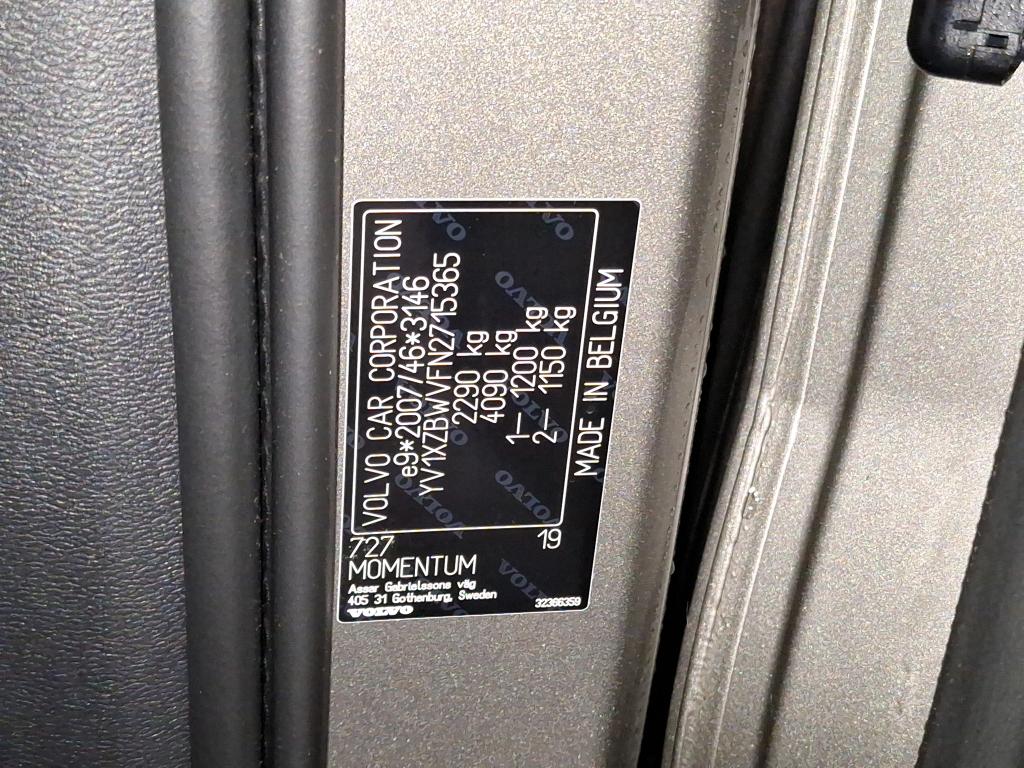 VOLVO CAR CORPORATION
e9*2007/46*3146
YV1XZBWVFN2715365
2290 kg
4090 kg
1— 1200 kg
2— 1150 kg
MADE IN BELGIUM
727
19
MOMENTUM
Assar Gabrielssons väg
405 31 Gothenburg, Sweden
VOLVO
32366359